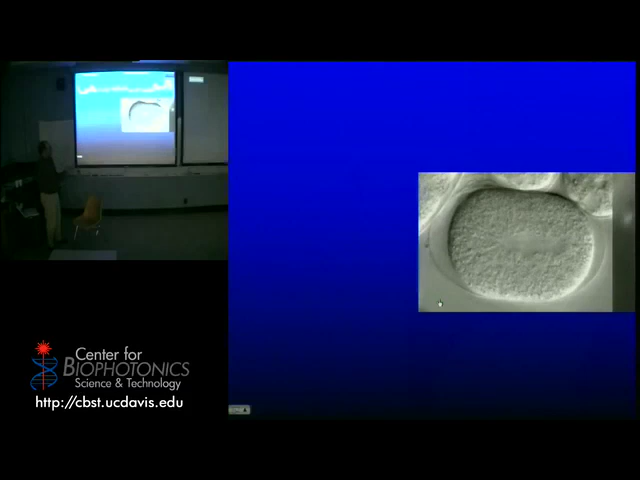 Center for
BIOPHOTONICS
Science & Technology
http://cbst.ucdavis.edu